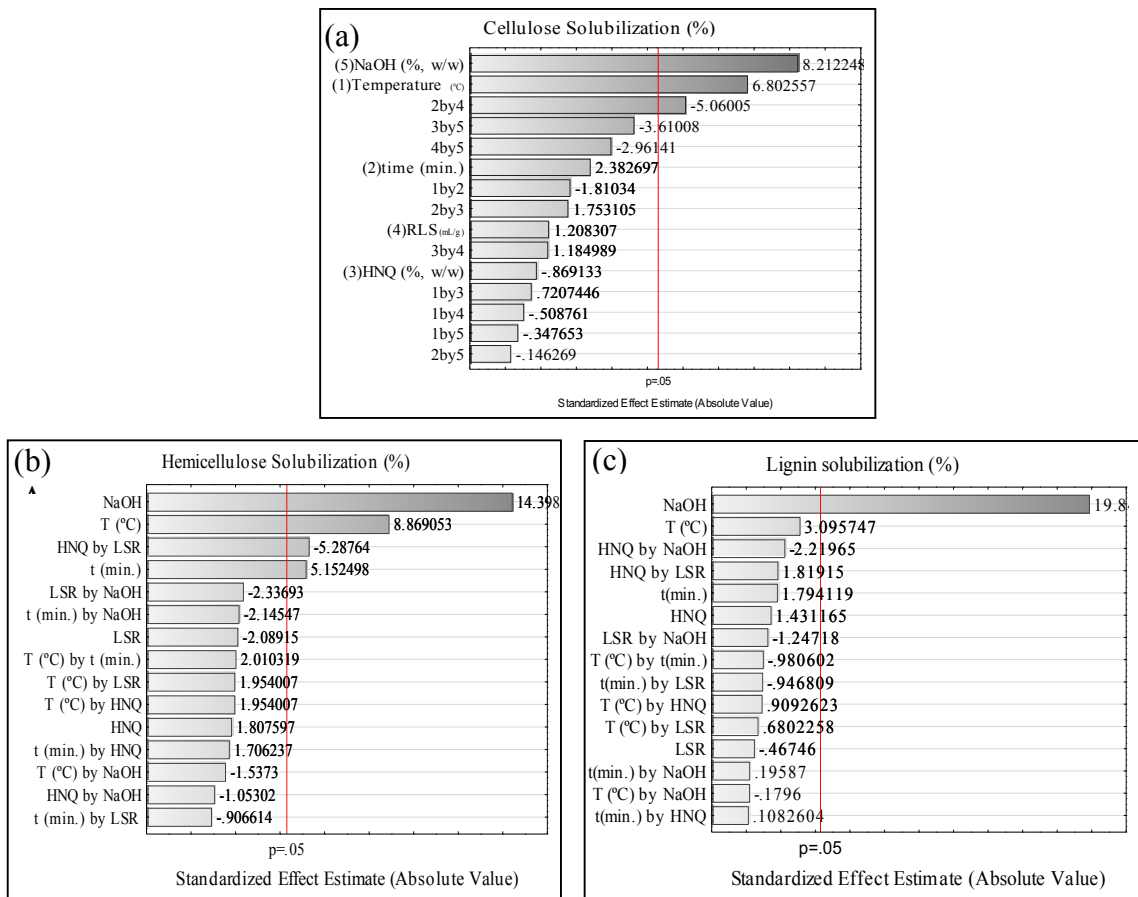 (a)
Cellulose Solubilization (%)
(5)NaOH (%, w/w) 8.212248
(1)Temperature (ºC) 6.802557
2by4 -5.06005
3by5 -3.61008
4by5 -2.96141
(2)time (min.) 2.382697
1by2 -1.81034
2by3 1.753105
(4)RLS (mL/g) 1.208307
3by4 1.184989
(3)HNQ (%, w/w) -.869133
1by3 .7207446
1by4 -.508761
1by5 -.347653
2by5 -.146269
p=.05
Standardized Effect Estimate (Absolute Value)
(b)
Hemicellulose Solubilization (%)
NaOH 14.398
T (ºC) 8.869053
HNQ by LSR -5.28764
t (min.) 5.152498
LSR by NaOH -2.33693
t (min.) by NaOH -2.14547
LSR -2.08915
T (ºC) by t (min.) 2.010319
T (ºC) by LSR 1.954007
T (ºC) by HNQ 1.954007
HNQ 1.807597
t (min.) by HNQ 1.706237
T (ºC) by NaOH -1.5373
HNQ by NaOH -1.05302
t (min.) by LSR -.906614
p=.05
Standardized Effect Estimate (Absolute Value)
(c)
Lignin solubilization (%)
NaOH 19.84
T (ºC) 3.095747
HNQ by NaOH -2.21965
HNQ by LSR 1.81915
t(min.) 1.794119
HNQ 1.431165
LSR by NaOH -1.24718
T (ºC) by t(min.) -.980602
t(min.) by LSR -.946809
T (ºC) by HNQ .9092623
T (ºC) by LSR .6802258
LSR -.46746
t(min.) by NaOH .19587
T (ºC) by NaOH -.1796
t(min.) by HNQ .1082604
p=.05
Standardized Effect Estimate (Absolute Value)